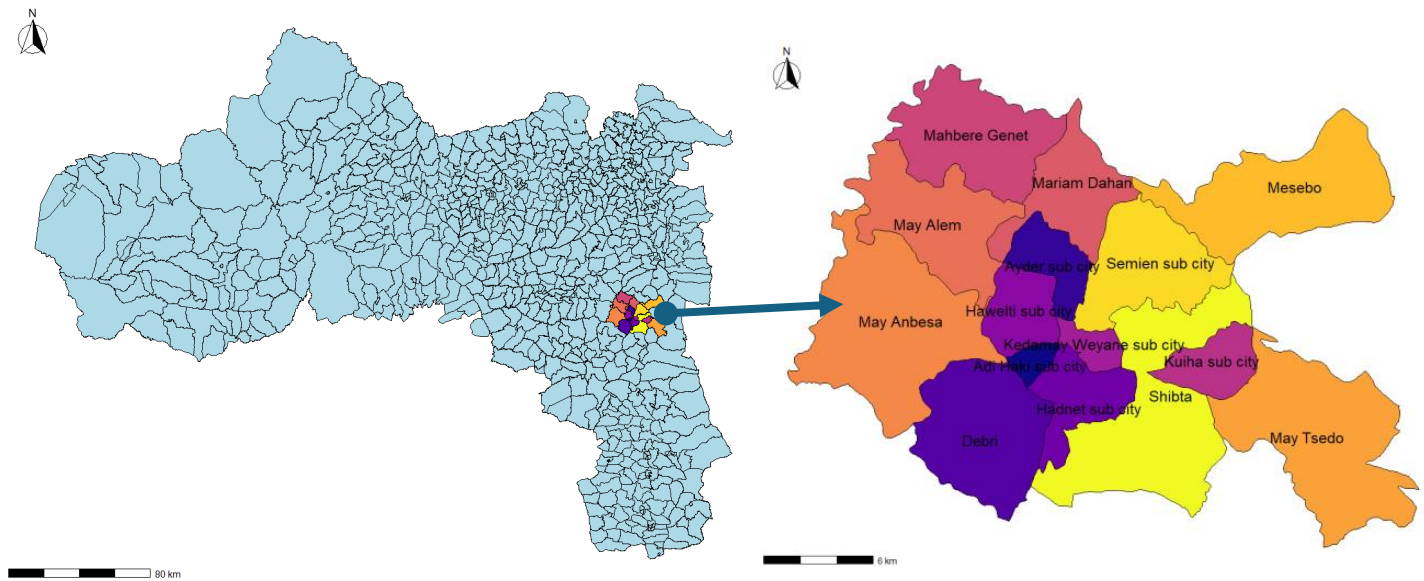 N
80 km
N
Mahbere Genet
Mariam Dahan
Mesebo
May Alem
Ayder sub city
Semien sub city
Hawelti sub city
May Anbesa
Kedamay Weyane sub city
Adi Haki sub city
Kuiha sub city
Shibta
Hadnet sub city
Debri
May Tsedo
6 km